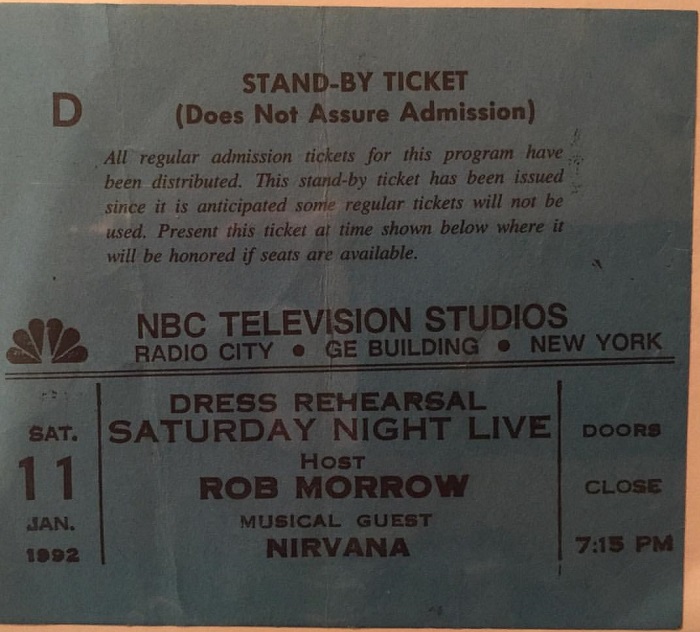 D
STAND-BY TICKET
(Does Not Assure Admission)
All regular admission tickets for this program have
been distributed. This stand-by ticket has been issued
since it is anticipated some regular tickets will not be
used. Present this ticket at time shown below where it
will be honored if seats are available.
NBC TELEVISION STUDIOS
RADIO CITY • GE BUILDING • NEW YORK
SAT.
11
JAN.
1992
DRESS REHEARSAL
SATURDAY NIGHT LIVE
HOST
ROB MORROW
MUSICAL GUEST
NIRVANA
DOORS
CLOSE
7:15 PM